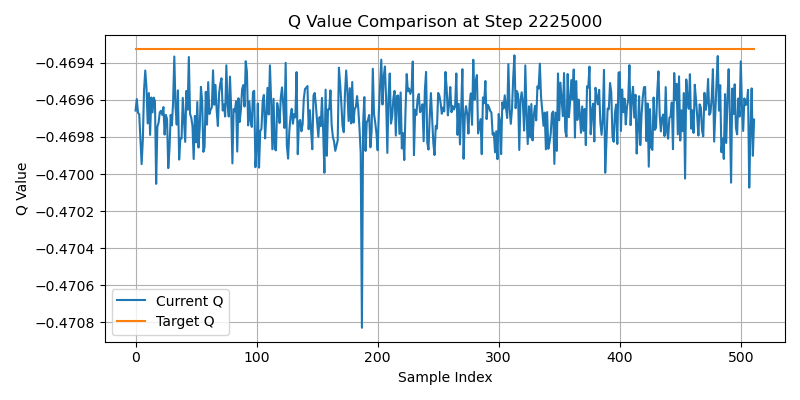 Q Value Comparison at Step 2225000
−0.4694
−0.4696
−0.4698
−0.4700
−0.4702
−0.4704
−0.4706
−0.4708
Q Value
Current Q
Target Q
0
100
200
300
400
500
Sample Index